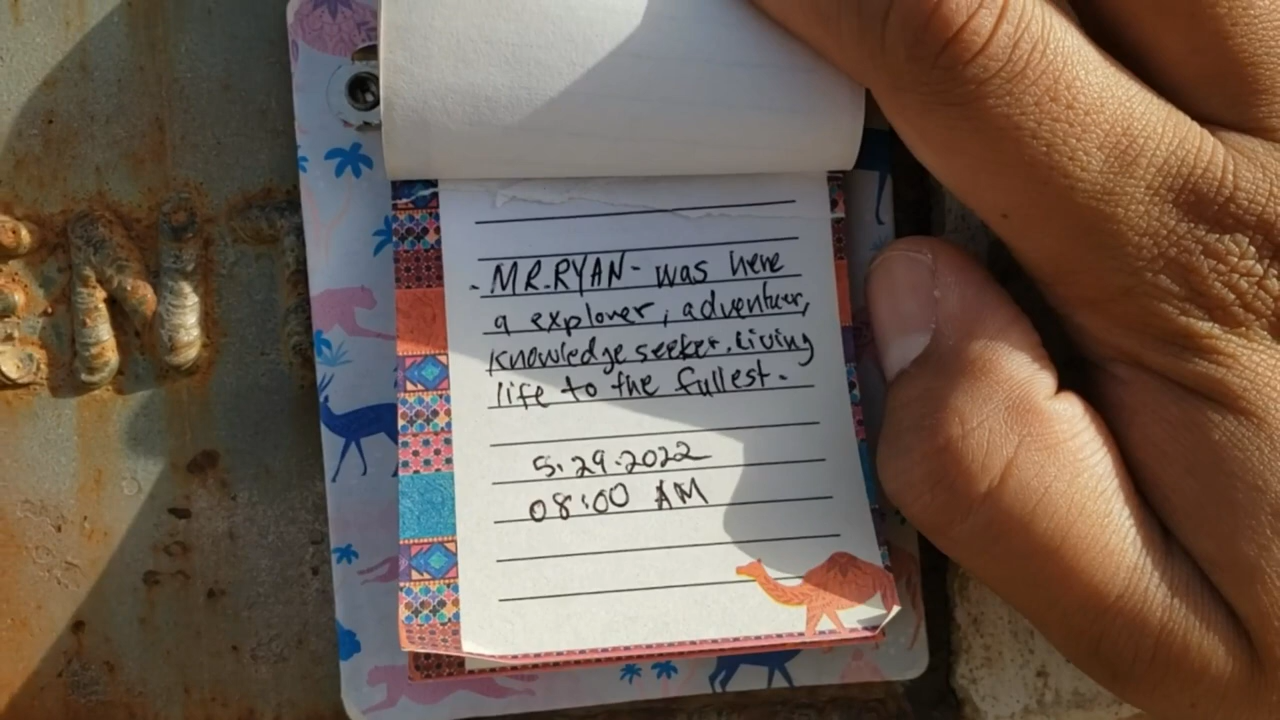 . MR.RYAN - was here
a explorer, adventurer,
knowledge seeker. Living
life to the fullest.
5.29.2022
08:00 AM